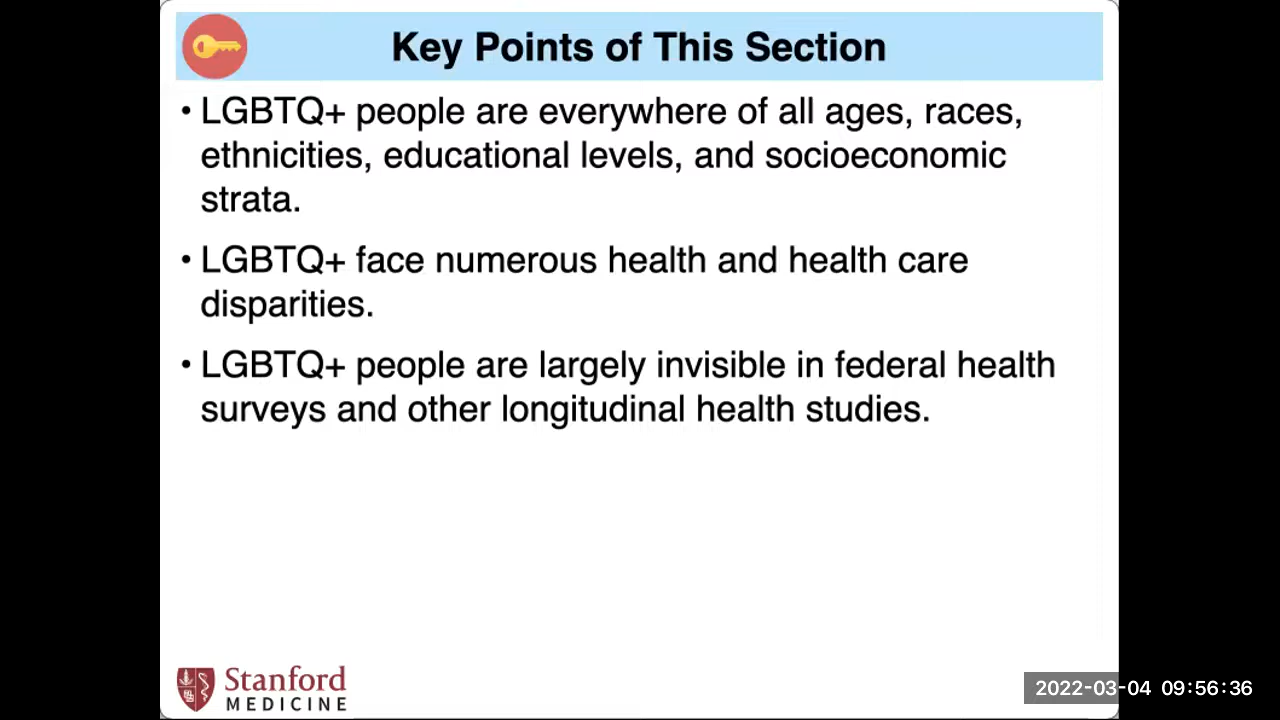 Key Points of This Section
• LGBTQ+ people are everywhere of all ages, races,
ethnicities, educational levels, and socioeconomic
strata.
• LGBTQ+ face numerous health and health care
disparities.
• LGBTQ+ people are largely invisible in federal health
surveys and other longitudinal health studies.
Stanford
MEDICINE
2022-03-04 09:56:36